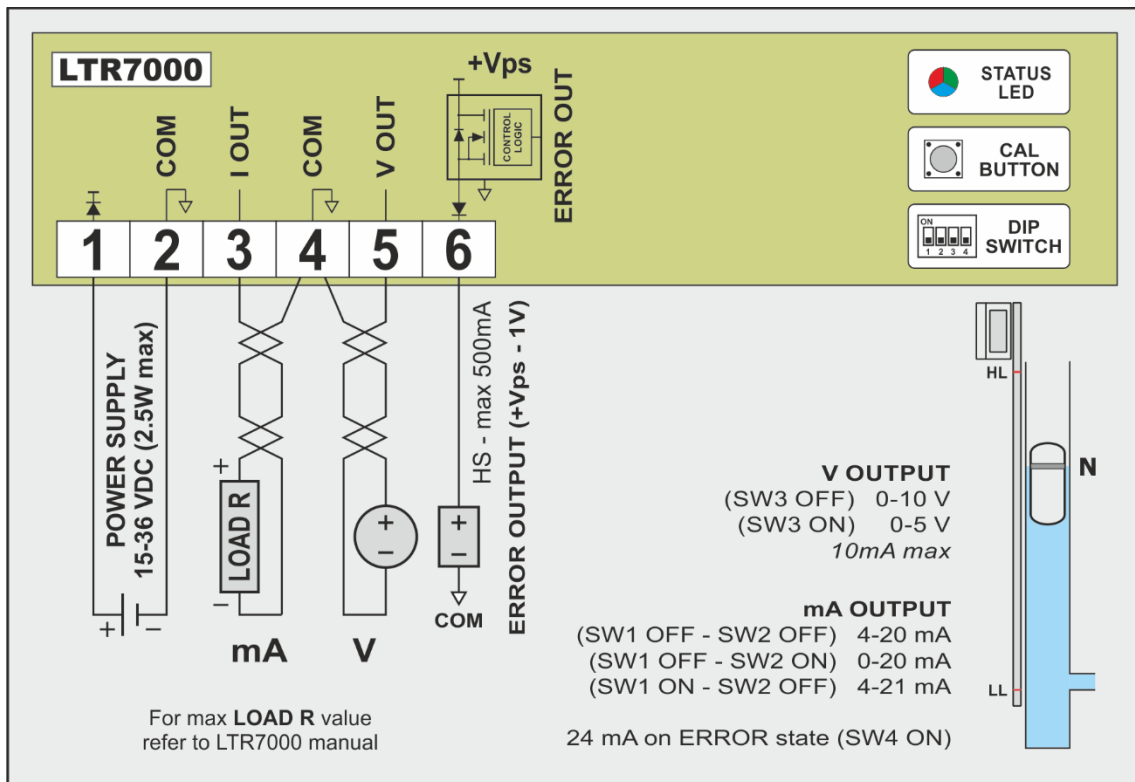 LTR7000
COM
I OUT
COM
V OUT
+Vps
CONTROL
LOGIC
ERROR OUT
STATUS
LED
CAL
BUTTON
ON
1 2 3 4
DIP
SWITCH
1 2 3 4 5 6
POWER SUPPLY
15-36 VDC (2.5W max)
+ –
+
LOAD R
–
mA
+
–
V
HS - max 500mA
ERROR OUTPUT (+Vps - 1V)
+
–
COM
For max LOAD R value
refer to LTR7000 manual
V OUTPUT
(SW3 OFF) 0-10 V
(SW3 ON) 0-5 V
10mA max
mA OUTPUT
(SW1 OFF - SW2 OFF) 4-20 mA
(SW1 OFF - SW2 ON) 0-20 mA
(SW1 ON - SW2 OFF) 4-21 mA
24 mA on ERROR state (SW4 ON)
HL
N
LL